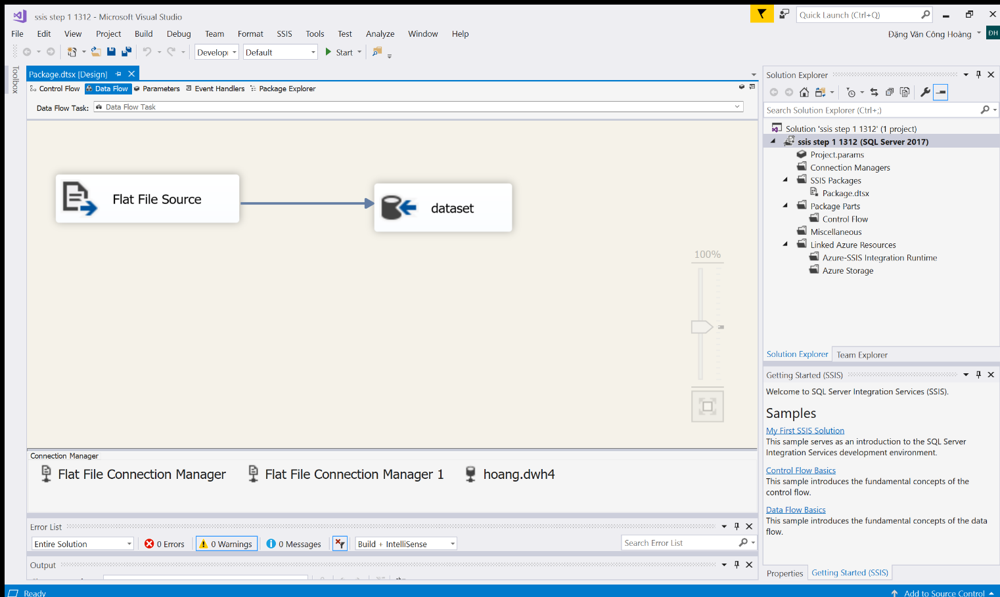 ssis step 1 1312 - Microsoft Visual Studio
Quick Launch (Ctrl+Q)
File Edit View Project Build Debug Team Format SSIS Tools Test Analyze Window Help
Đặng Văn Công Hoàng
ĐH
Develop
Default
Start
Toolbox
Package.dtsx [Design]
Control Flow
Data Flow
Parameters
Event Handlers
Package Explorer
Data Flow Task:
Data Flow Task
Flat File Source
dataset
100%
Connection Manager
Flat File Connection Manager
Flat File Connection Manager 1
hoang.dwh4
Error List
Entire Solution
0 Errors
0 Warnings
0 Messages
Build + IntelliSense
Search Error List
Output
Solution Explorer
Search Solution Explorer (Ctrl+;)
Solution 'ssis step 1 1312' (1 project)
ssis step 1 1312 (SQL Server 2017)
Project.params
Connection Managers
SSIS Packages
Package.dtsx
Package Parts
Control Flow
Miscellaneous
Linked Azure Resources
Azure-SSIS Integration Runtime
Azure Storage
Solution Explorer
Team Explorer
Getting Started (SSIS)
Welcome to SQL Server Integration Services (SSIS).
Samples
My First SSIS Solution
This sample serves as an introduction to the SQL Server
Integration Services development environment.
Control Flow Basics
This sample introduces the fundamental concepts of the
control flow.
Data Flow Basics
This sample introduces the fundamental concepts of the data
flow.
Properties
Getting Started (SSIS)
Ready
Add to Source Control